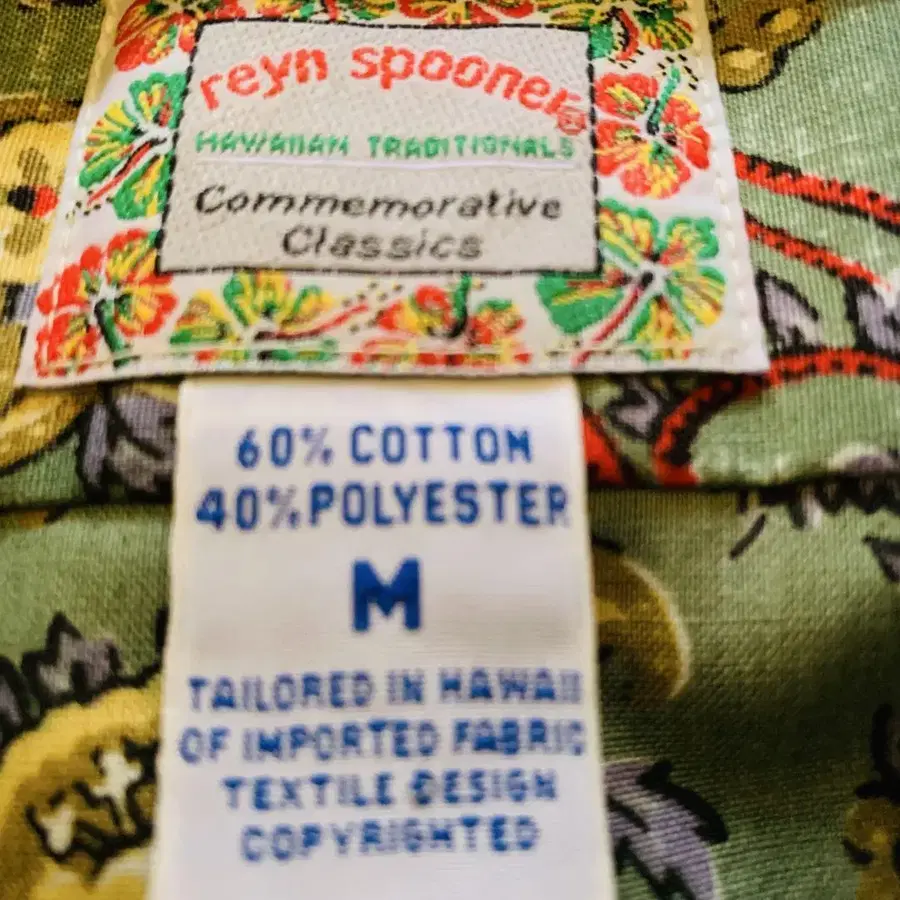 reyn spooner®
HAWAIIAN TRADITIONALS
Commemorative
Classics
60% COTTON
40% POLYESTER
M
TAILORED IN HAWAII
OF IMPORTED FABRIC
TEXTILE DESIGN
COPYRIGHTED